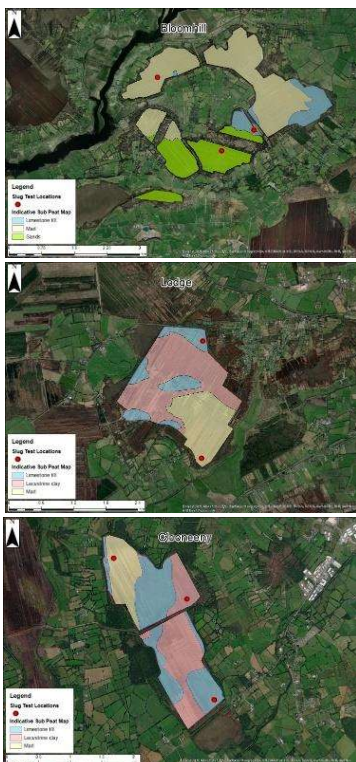 Bloomhill
Legend
Slug Test Locations
Indicative Sub Peat Map
Limestone till
Marl
Sands
Lodge
Legend
Slug Test Locations
Indicative Sub Peat Map
Limestone till
Lacustrine clay
Marl
Clooneeny
Legend
Slug Test Locations
Indicative Sub Peat Map
Limestone till
Lacustrine clay
Marl